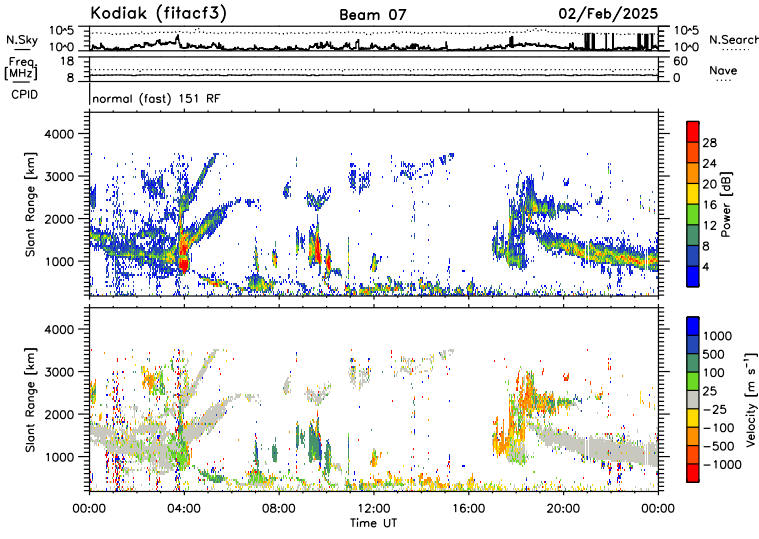 Kodiak (fitacf3) Beam 07 02/Feb/2025
N.Sky 10^5 10^0 10^5 10^0 N.Search
Freq. [MHz] 18 8 60 0 Nave
CPID normal (fast) 151 RF
Slant Range [km] 4000 3000 2000 1000
Power [dB] 28 24 20 16 12 8 4
Slant Range [km] 4000 3000 2000 1000
Velocity [m s⁻¹] 1000 500 100 25 −25 −100 −500 −1000
00:00 04:00 08:00 12:00 16:00 20:00 00:00
Time UT